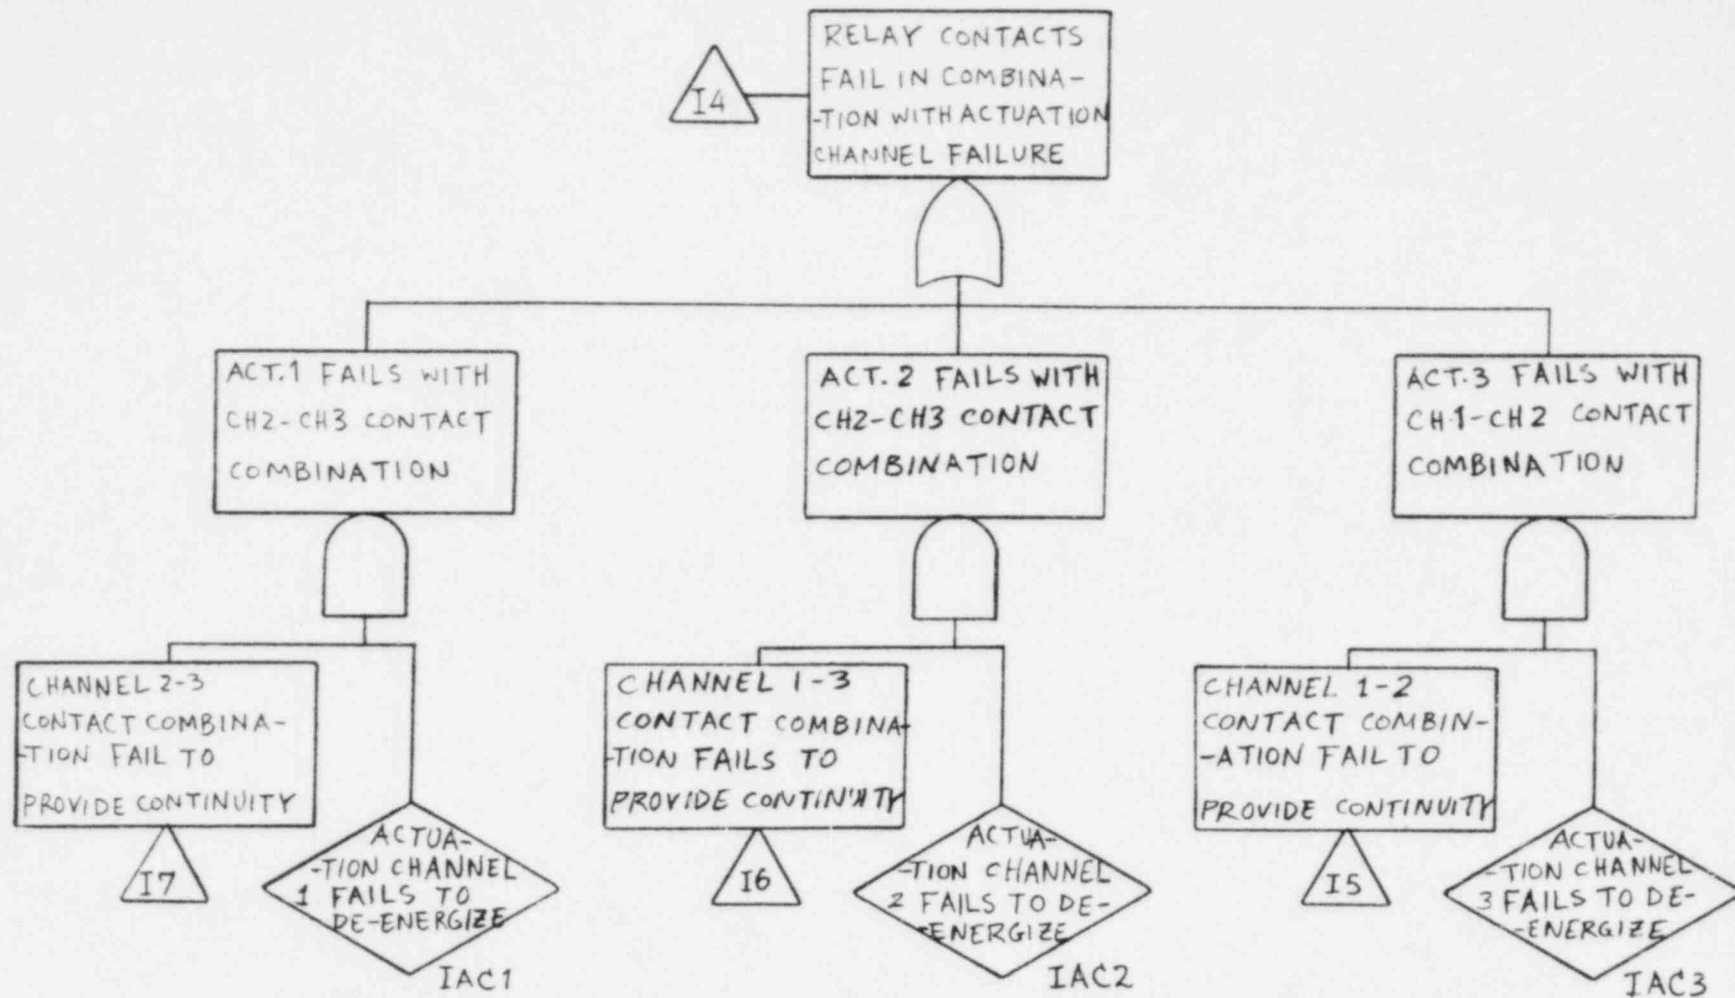 RELAY CONTACTS
FAIL IN COMBINA-
-TION WITH ACTUATION
CHANNEL FAILURE
I4
ACT.1 FAILS WITH
CH2-CH3 CONTACT
COMBINATION
ACT. 2 FAILS WITH
CH2-CH3 CONTACT
COMBINATION
ACT.3 FAILS WITH
CH1-CH2 CONTACT
COMBINATION
CHANNEL 2-3
CONTACT COMBINA-
-TION FAIL TO
PROVIDE CONTINUITY
I7
ACTUA-
-TION CHANNEL
1 FAILS TO
DE-ENERGIZE
IAC1
CHANNEL 1-3
CONTACT COMBINA-
-TION FAILS TO
PROVIDE CONTINUITY
I6
ACTUA-
-TION CHANNEL
2 FAILS TO DE-
-ENERGIZE
IAC2
CHANNEL 1-2
CONTACT COMBIN-
-ATION FAIL TO
PROVIDE CONTINUITY
I5
ACTUA-
-TION CHANNEL
3 FAILS TO DE-
-ENERGIZE
IAC3